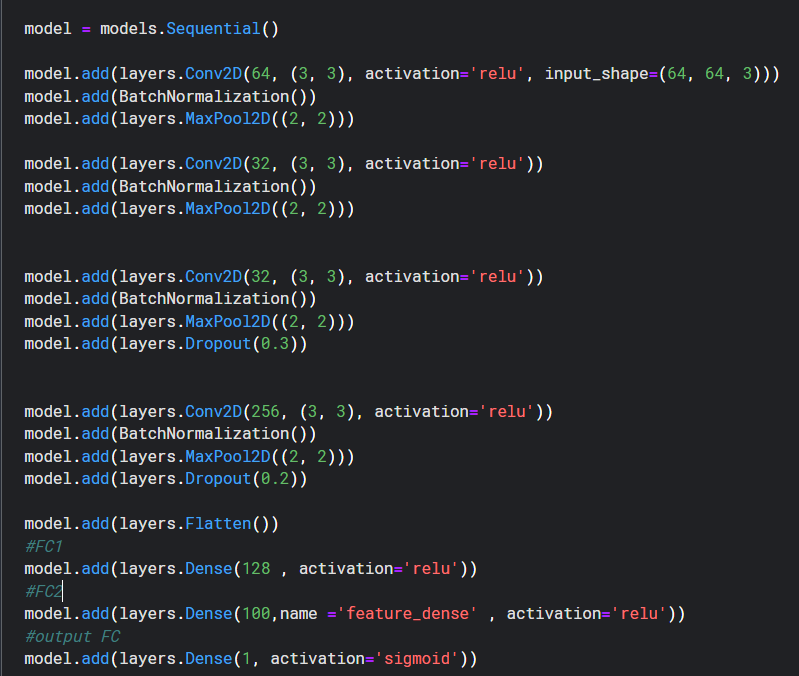 model = models.Sequential()
model.add(layers.Conv2D(64, (3, 3), activation='relu', input_shape=(64, 64, 3)))
model.add(BatchNormalization())
model.add(layers.MaxPool2D((2, 2)))
model.add(layers.Conv2D(32, (3, 3), activation='relu'))
model.add(BatchNormalization())
model.add(layers.MaxPool2D((2, 2)))
model.add(layers.Conv2D(32, (3, 3), activation='relu'))
model.add(BatchNormalization())
model.add(layers.MaxPool2D((2, 2)))
model.add(layers.Dropout(0.3))
model.add(layers.Conv2D(256, (3, 3), activation='relu'))
model.add(BatchNormalization())
model.add(layers.MaxPool2D((2, 2)))
model.add(layers.Dropout(0.2))
model.add(layers.Flatten())
#FC1
model.add(layers.Dense(128 , activation='relu'))
#FC2
model.add(layers.Dense(100,name ='feature_dense' , activation='relu'))
#output FC
model.add(layers.Dense(1, activation='sigmoid'))